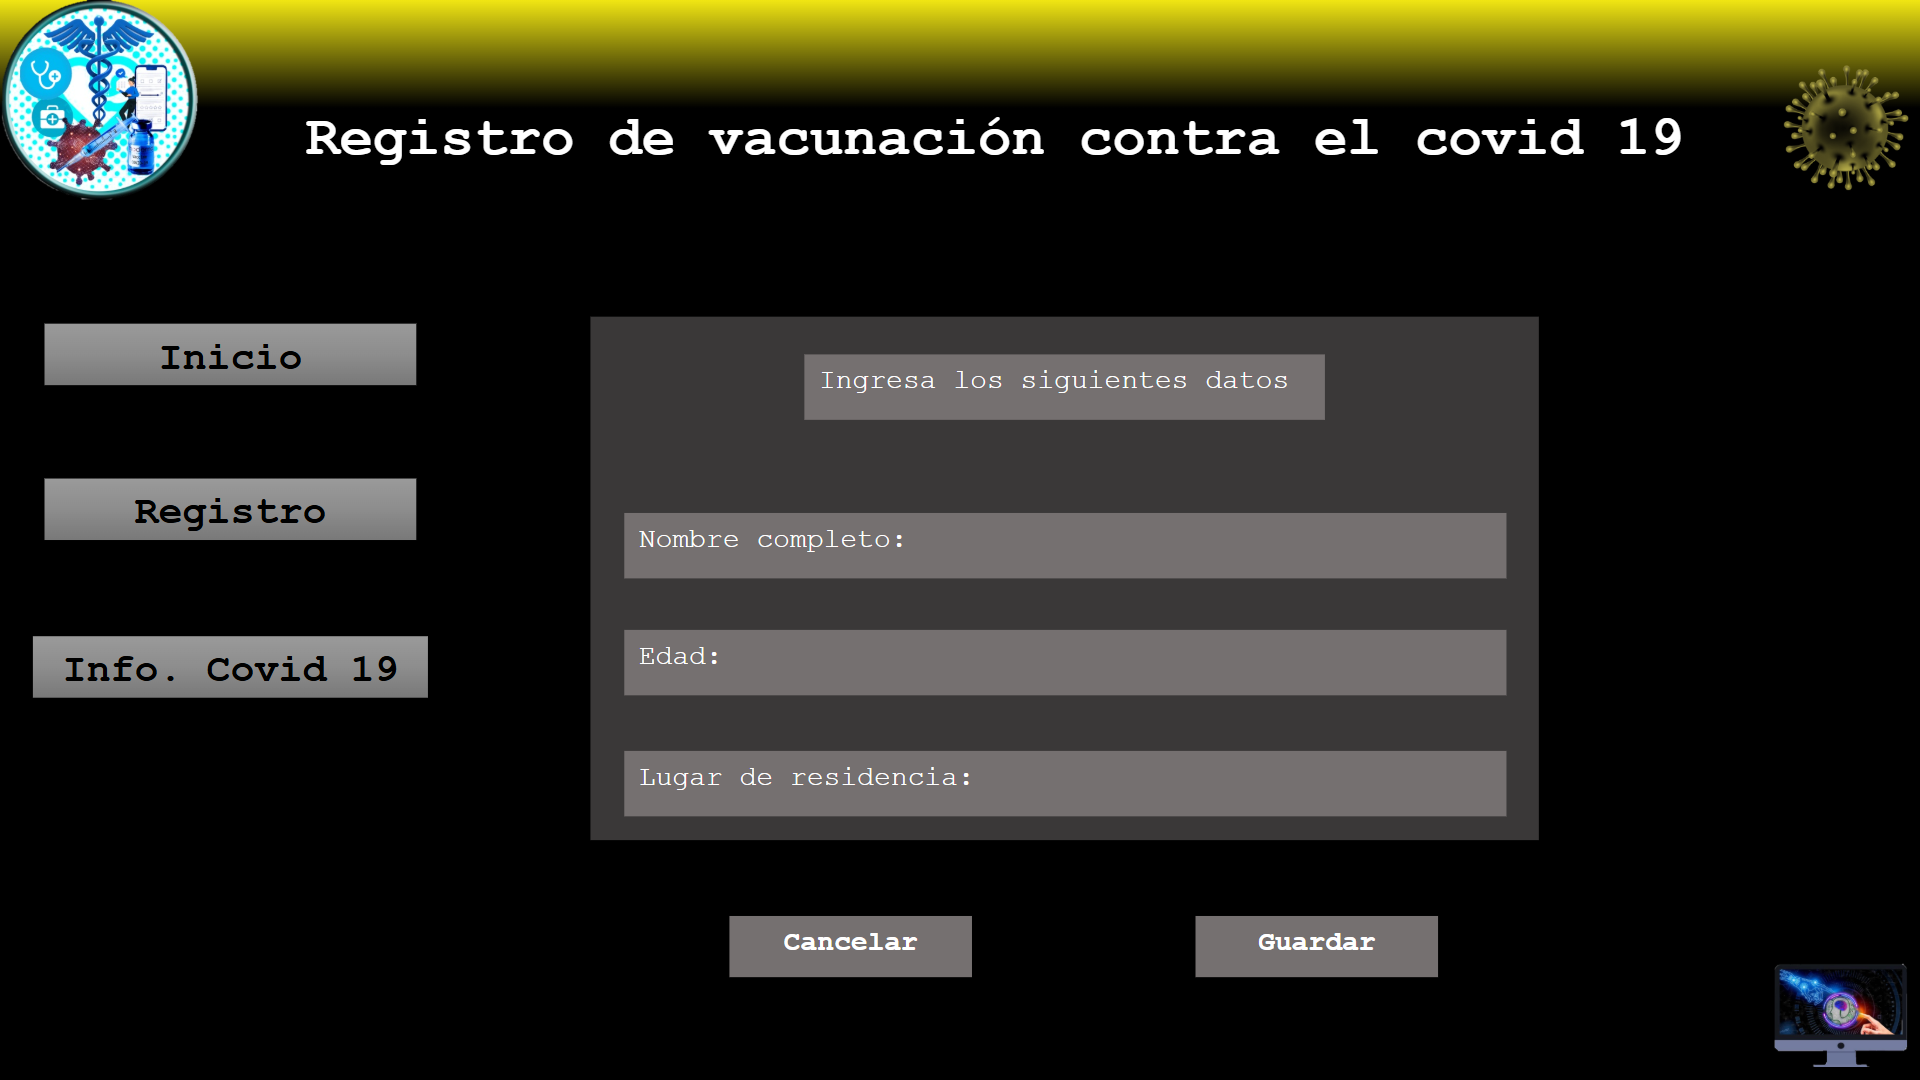 Registro de vacunación contra el covid 19
Inicio
Registro
Info. Covid 19
Ingresa los siguientes datos
Nombre completo:
Edad:
Lugar de residencia:
Cancelar
Guardar